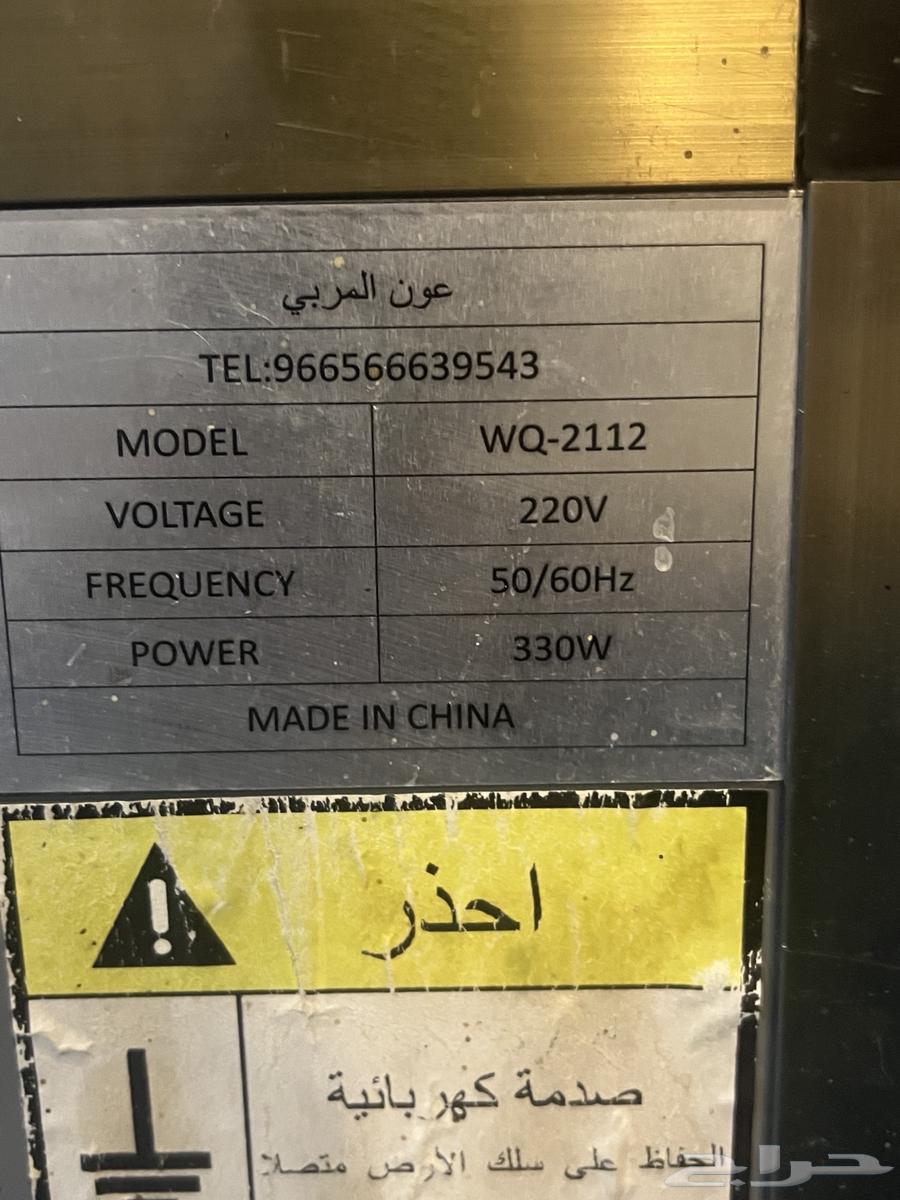 عون المربي
TEL:966566639543
MODEL WQ-2112
VOLTAGE 220V
FREQUENCY 50/60Hz
POWER 330W
MADE IN CHINA
احذر
صدمة كهربائية
الحفاظ على سلك الأرض متصلا
حراج